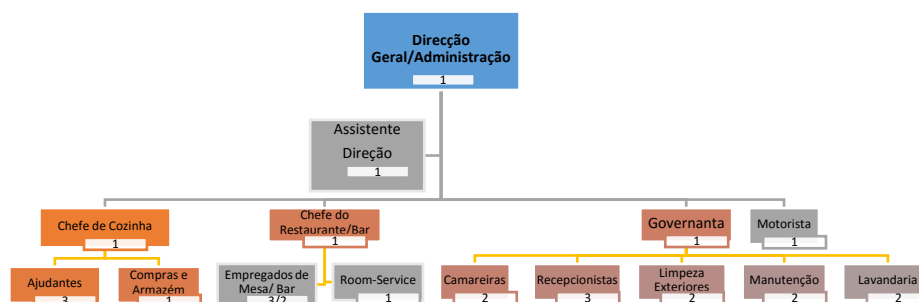 Direcção
Geral/Administração
1
Assistente
Direção
1
Chefe de Cozinha
1
Chefe do
Restaurante/Bar
1
Governanta
1
Motorista
1
Ajudantes
3
Compras e
Armazém
1
Empregados de
Mesa/ Bar
3/2
Room-Service
1
Camareiras
2
Recepcionistas
3
Limpeza
Exteriores
2
Manutenção
2
Lavandaria
2